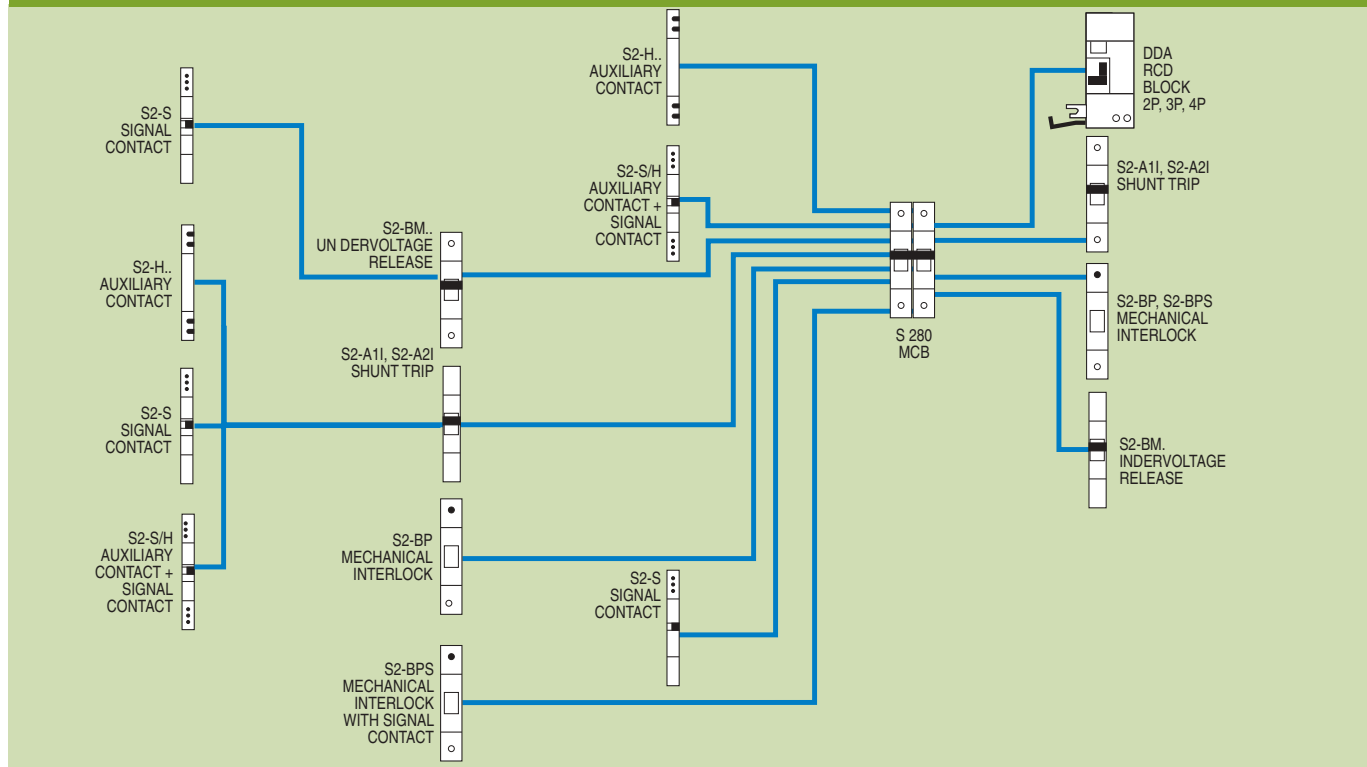 S2-S
SIGNAL
CONTACT
S2-H..
AUXILIARY
CONTACT
S2-S
SIGNAL
CONTACT
S2-S/H
AUXILIARY
CONTACT +
SIGNAL
CONTACT
S2-BM..
UN DERVOLTAGE
RELEASE
S2-A1I, S2-A2I
SHUNT TRIP
S2-BP
MECHANICAL
INTERLOCK
S2-BPS
MECHANICAL
INTERLOCK
WITH SIGNAL
CONTACT
S2-H..
AUXILIARY
CONTACT
S2-S/H
AUXILIARY
CONTACT +
SIGNAL
CONTACT
S2-S
SIGNAL
CONTACT
S 280
MCB
DDA
RCD
BLOCK
2P, 3P, 4P
S2-A1I, S2-A2I
SHUNT TRIP
S2-BP, S2-BPS
MECHANICAL
INTERLOCK
S2-BM.
INDERVOLTAGE
RELEASE